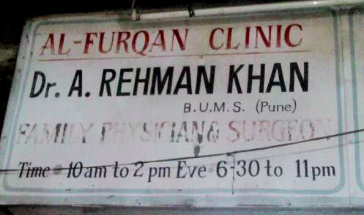 AL-FURQAN CLINIC
Dr. A. REHMAN KHAN
B.U.M.S. (Pune)
FAMILY PHYSICIAN & SURGEON
Time - 10 am to 2 pm Eve 6-30 to 11pm